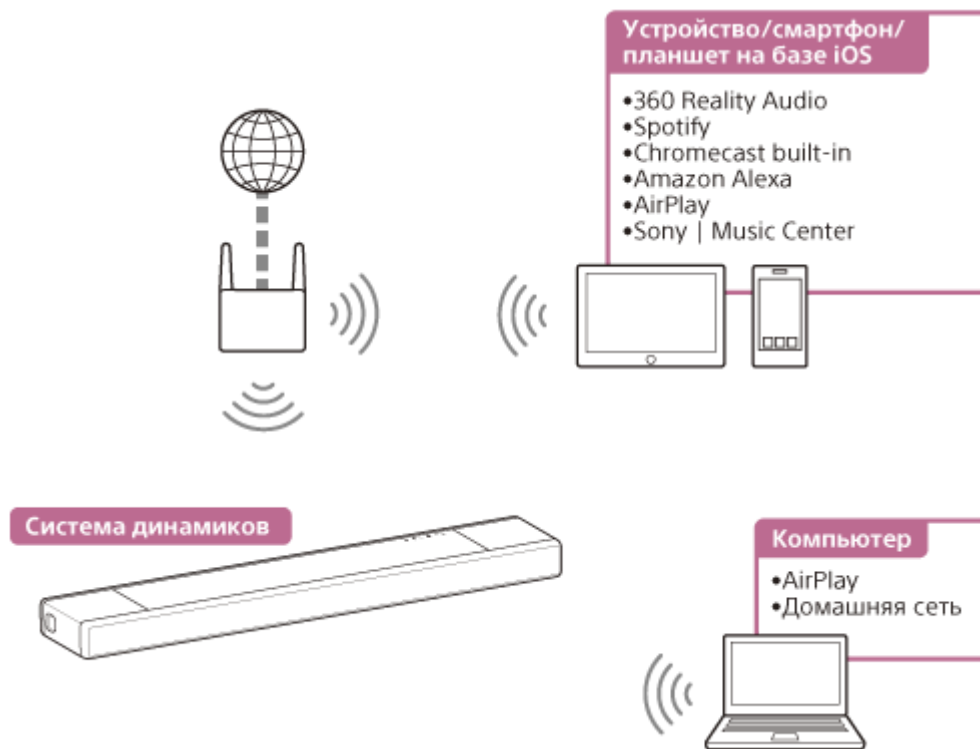 Устройство/смартфон/
планшет на базе iOS
•360 Reality Audio
•Spotify
•Chromecast built-in
•Amazon Alexa
•AirPlay
•Sony | Music Center
Система динамиков
Компьютер
•AirPlay
•Домашняя сеть